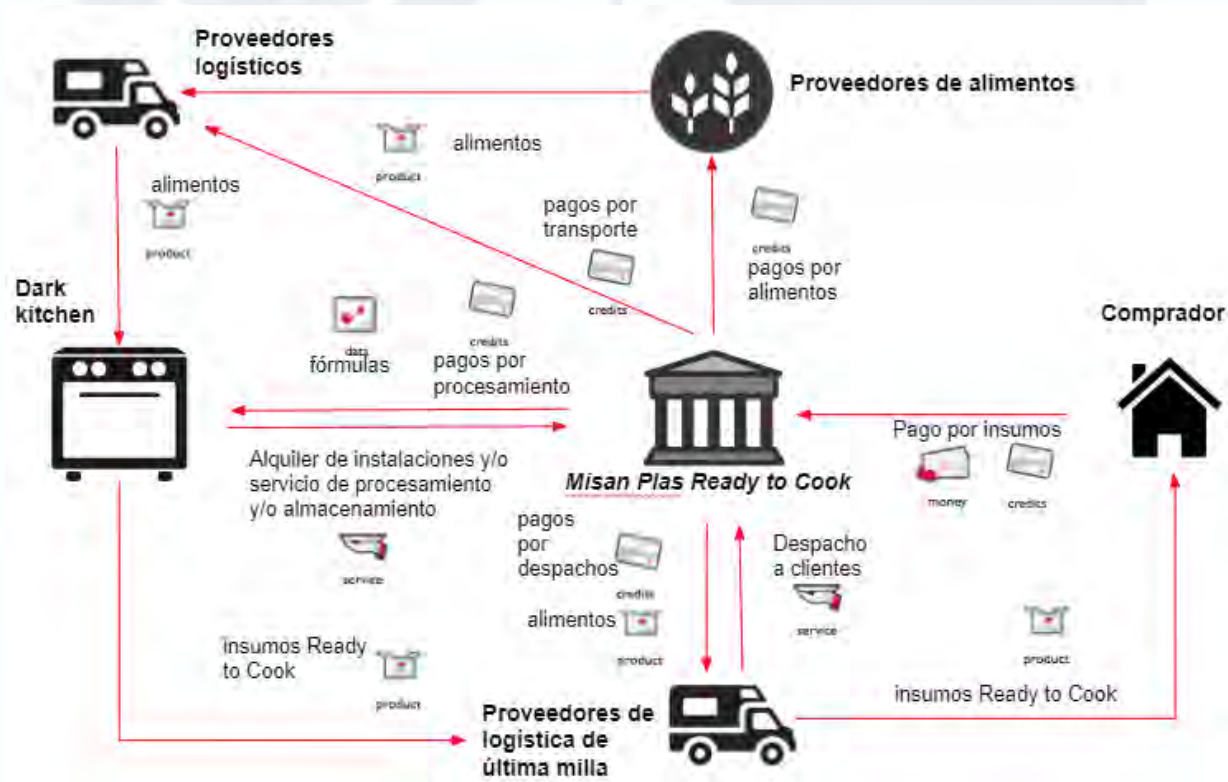 Proveedores
logísticos
Proveedores de alimentos
alimentos
product
alimentos
product
pagos por
transporte
credits
credits
pagos por
alimentos
Dark
kitchen
Comprador
data
fórmulas
credits
pagos por
procesamiento
Pago por insumos
money
credits
Alquiler de instalaciones y/o
servicio de procesamiento
y/o almacenamiento
service
Misan Plas Ready to Cook
pagos
por
despachos
credits
alimentos
product
Despacho
a clientes
service
insumos Ready
to Cook
product
product
insumos Ready to Cook
Proveedores de
logística de
última milla